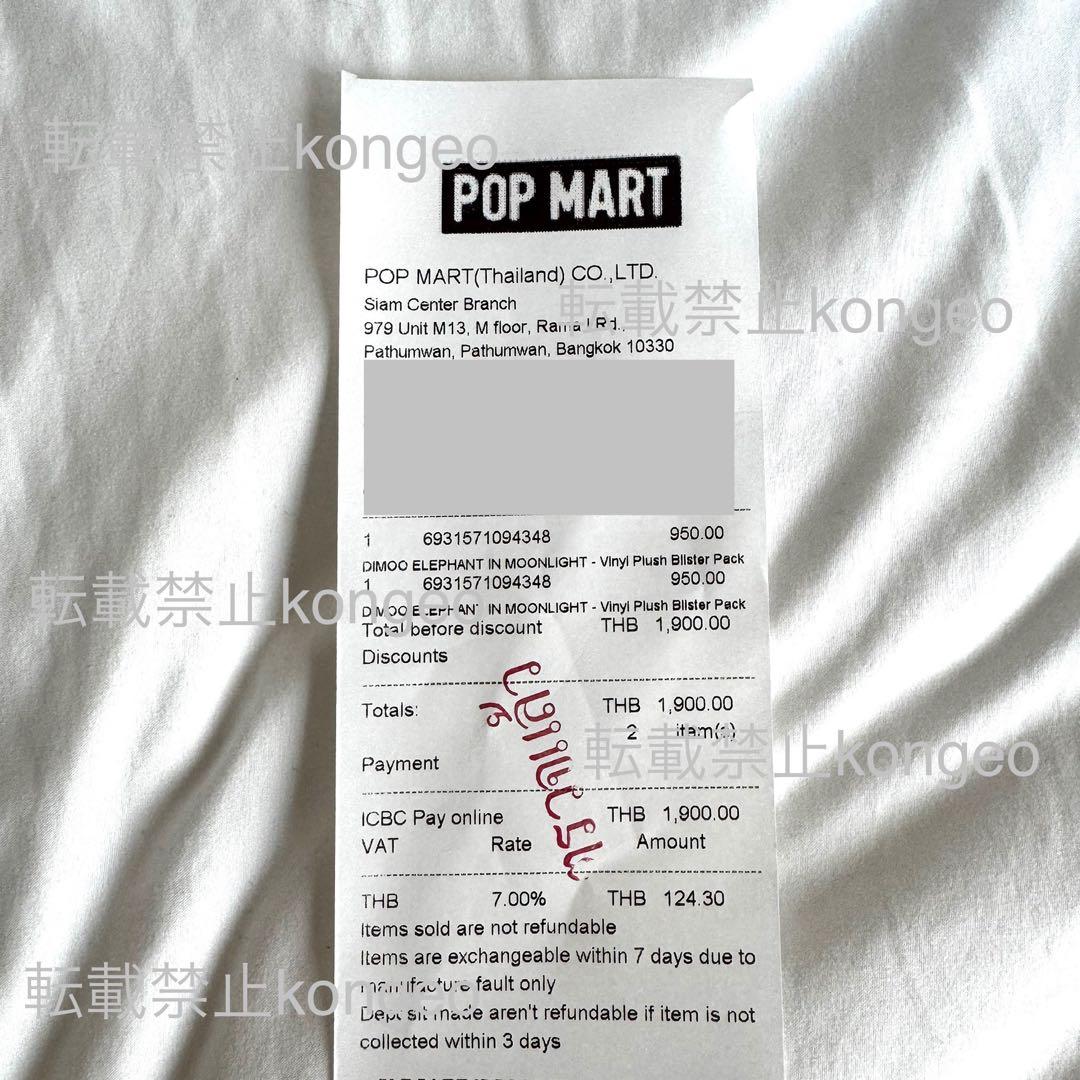 転載禁止kongeo
POP MART
POP MART(Thailand) CO.,LTD.
Siam Center Branch
転載禁止kongeo
979 Unit M13, M floor, Rama I Rd.,
Pathumwan, Pathumwan, Bangkok 10330
1 6931571094348 950.00
DIMOO ELEPHANT IN MOONLIGHT - Vinyl Plush Blister Pack
1 6931571094348 950.00
転載禁止kongeo
DIMOO ELEPHANT IN MOONLIGHT - Vinyl Plush Blister Pack
Total before discount THB 1,900.00
Discounts
Totals: THB 1,900.00
2 item(s)
転載禁止kongeo
Payment
ICBC Pay online THB 1,900.00
VAT Rate Amount
THB 7.00% THB 124.30
Items sold are not refundable
Items are exchangeable within 7 days due to
転載禁止kongeo
manufacture fault only
Deposit made aren't refundable if item is not
collected within 3 days